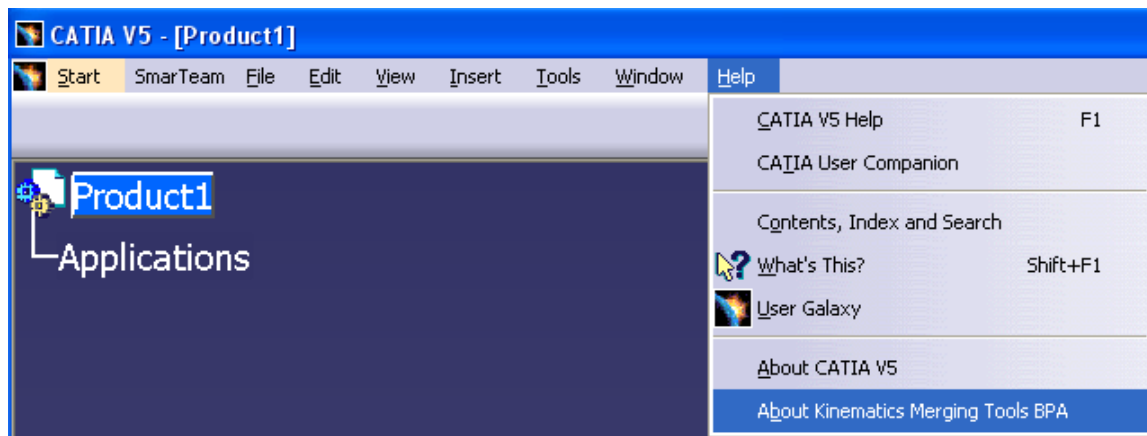 CATIA V5 - [Product1]
Start SmarTeam File Edit View Insert Tools Window Help
CATIA V5 Help F1
CATIA User Companion
Contents, Index and Search
What's This? Shift+F1
User Galaxy
About CATIA V5
About Kinematics Merging Tools BPA
Product1
Applications